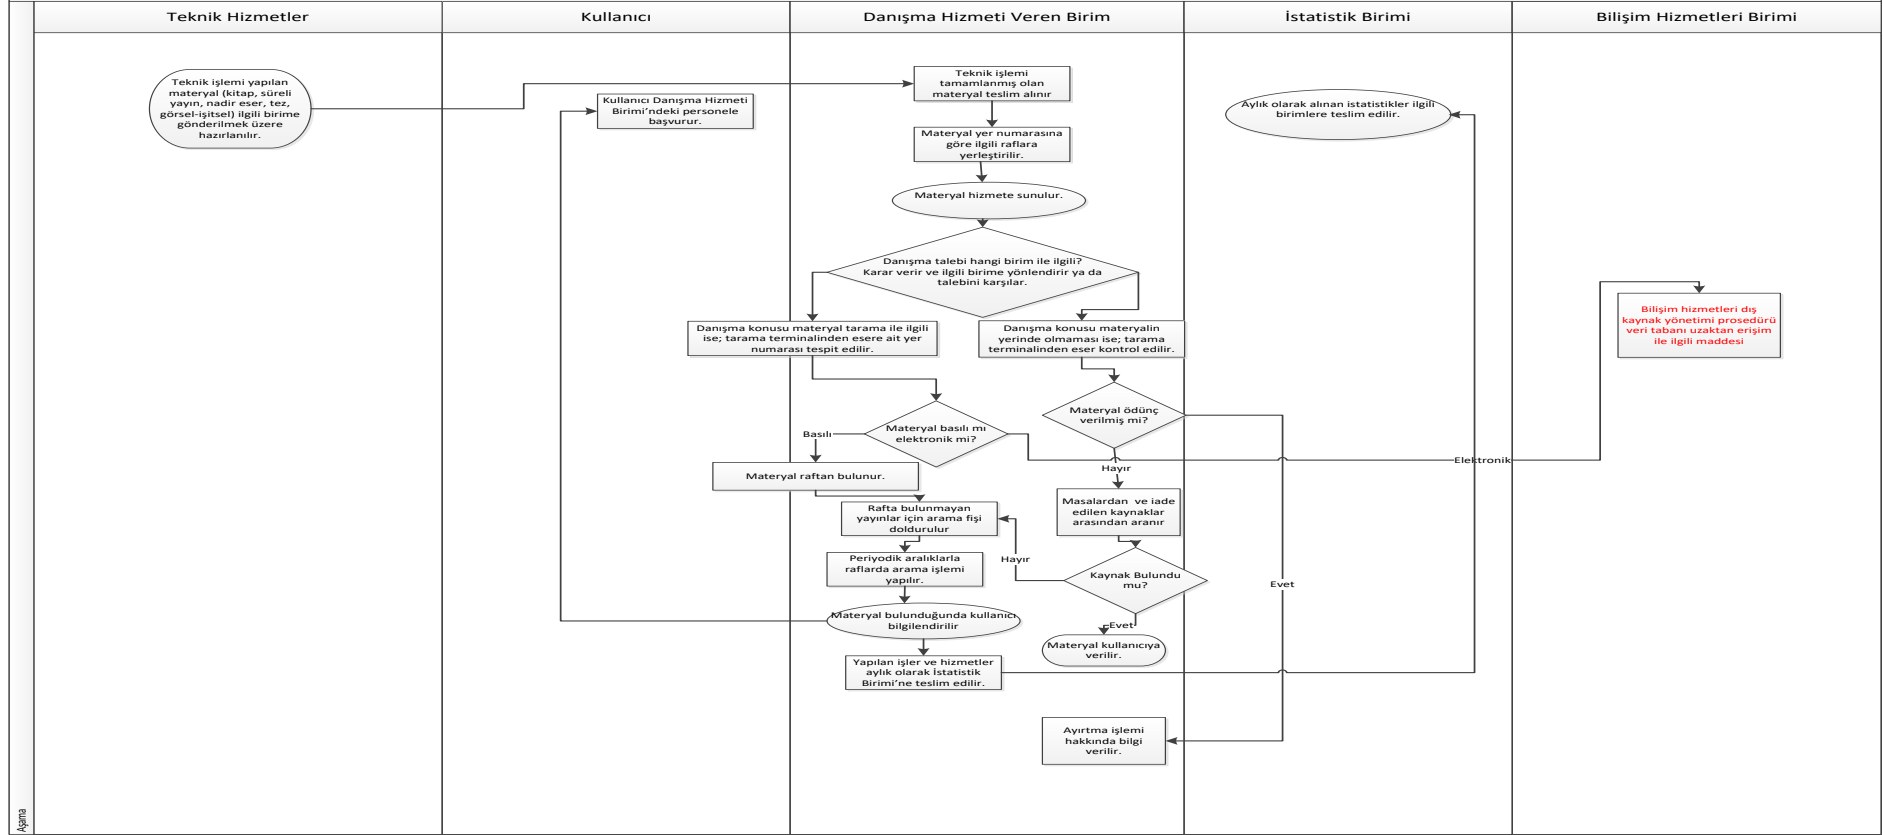 Teknik Hizmetler
Kullanıcı
Danışma Hizmeti Veren Birim
İstatistik Birimi
Bilişim Hizmetleri Birimi
Teknik işlemi yapılan
materyal (kitap, süreli
yayın, nadir eser, tez,
görsel-işitsel) ilgili birime
gönderilmek üzere
hazırlanılır.
Kullanıcı Danışma Hizmeti
Birimi’ndeki personele
başvurur.
Teknik işlemi
tamamlanmış olan
materyal teslim alınır
Materyal yer numarasına
göre ilgili raflara
yerleştirilir.
Materyal hizmete sunulur.
Aylık olarak alınan istatistikler ilgili
birimlere teslim edilir.
Danışma talebi hangi birim ile ilgili?
Karar verir ve ilgili birime yönlendirir ya da
talebini karşılar.
Danışma konusu materyal tarama ile ilgili
ise; tarama terminalinden esere ait yer
numarası tespit edilir.
Danışma konusu materyalin
yerinde olmaması ise; tarama
terminalinden eser kontrol edilir.
Bilişim hizmetleri dış
kaynak yönetimi prosedürü
veri tabanı uzaktan erişim
ile ilgili maddesi
Materyal ödünç
verilmiş mi?
Materyal basılı mı
elektronik mi?
Basılı
Elektronik
Hayır
Materyal raftan bulunur.
Masalardan  ve iade
edilen kaynaklar
arasından aranır
Rafta bulunmayan
yayınlar için arama fişi
doldurulur
Hayır
Periyodik aralıklarla
raflarda arama işlemi
yapılır.
Kaynak Bulundu
mu?
Evet
Materyal bulunduğunda kullanıcı
bilgilendirilir
Evet
Materyal kullanıcıya
verilir.
Yapılan işler ve hizmetler
aylık olarak İstatistik
Birimi’ne teslim edilir.
Ayırtma işlemi
hakkında bilgi
verilir.
Aşama